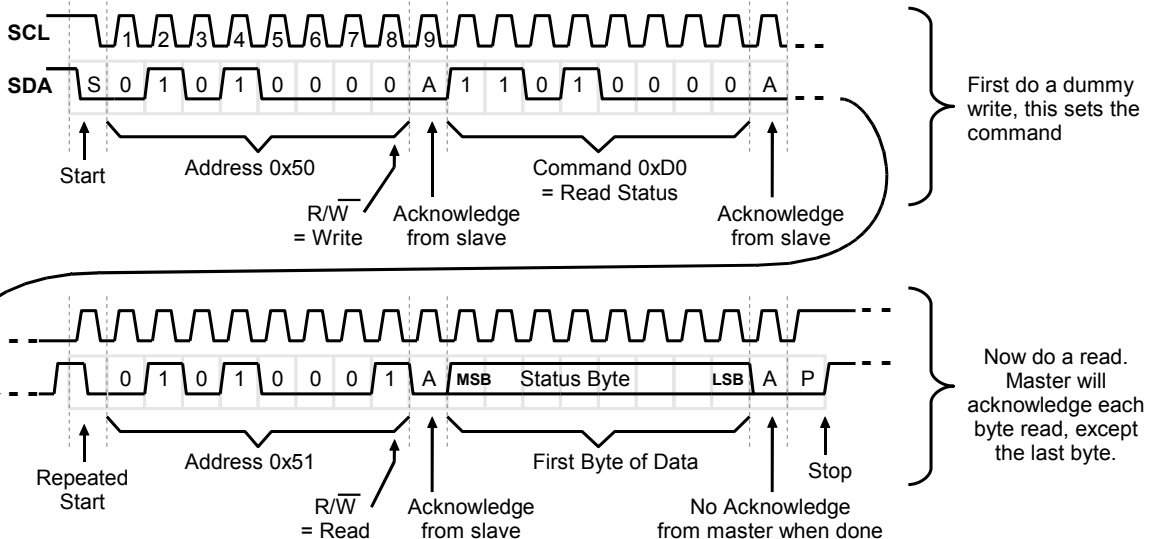 SCL 1 2 3 4 5 6 7 8 9
SDA S 0 1 0 1 0 0 0 0 A 1 1 0 1 0 0 0 0 A
Start
Address 0x50
R/W
= Write
Acknowledge
from slave
Command 0xD0
= Read Status
Acknowledge
from slave
First do a dummy
write, this sets the
command
0 1 0 1 0 0 0 1 A MSB Status Byte LSB A P
Repeated
Start
Address 0x51
R/W
= Read
Acknowledge
from slave
First Byte of Data
No Acknowledge
from master when done
Stop
Now do a read.
Master will
acknowledge each
byte read, except
the last byte.